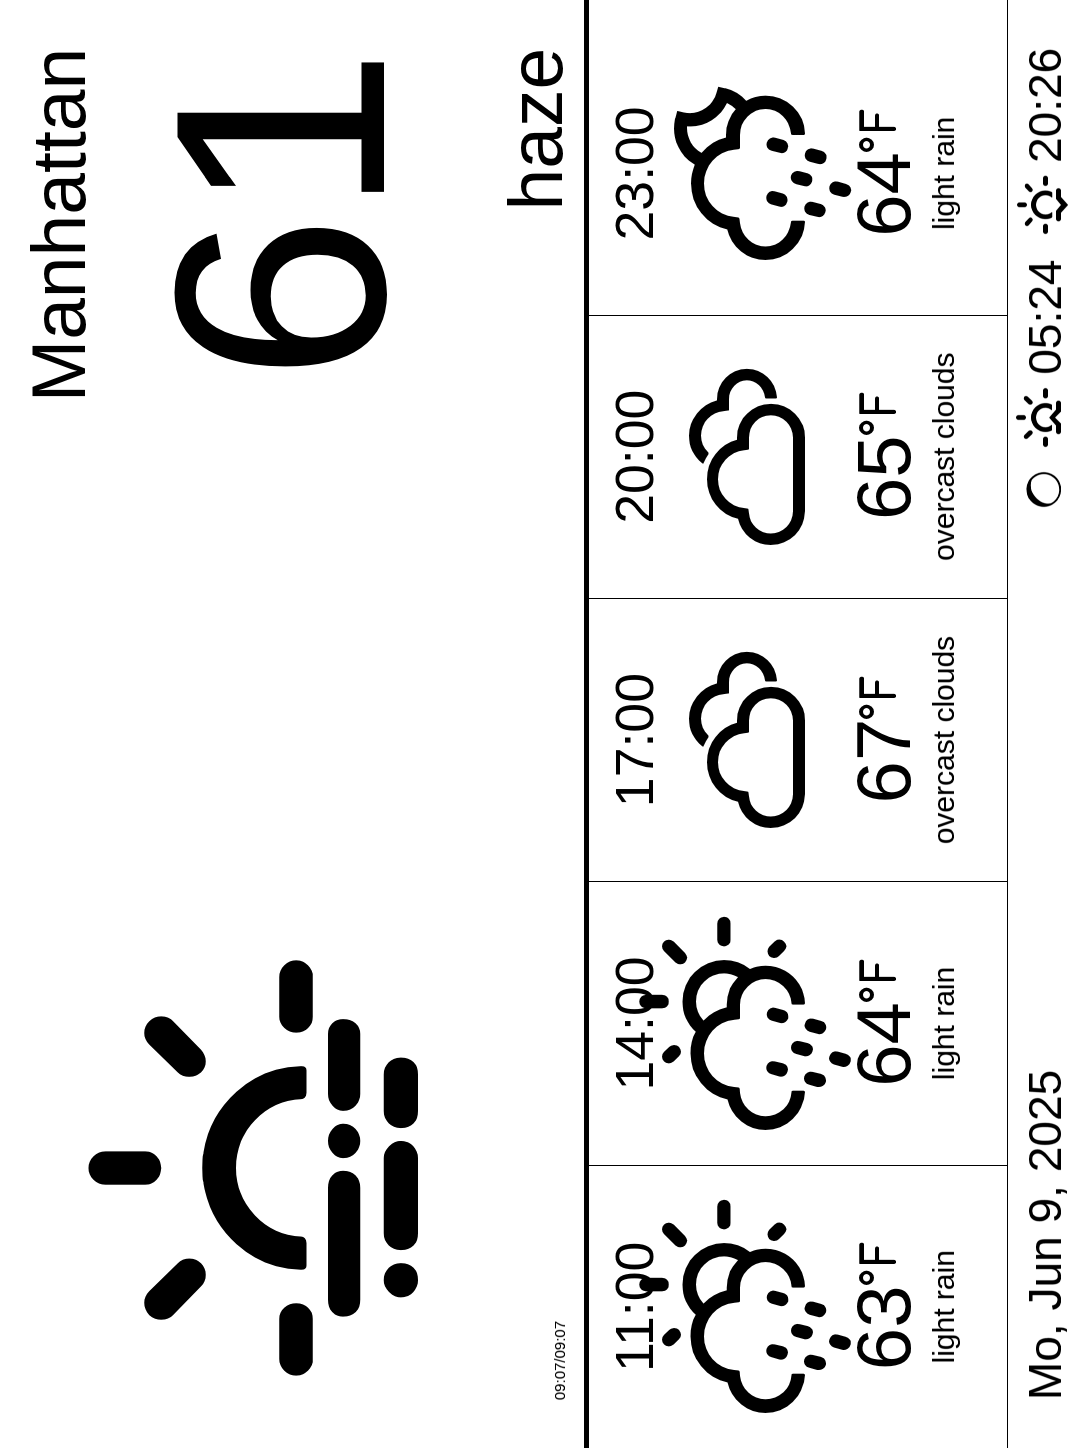 Manhattan
61
haze
09:07/09:07
11:00
63°F
light rain
14:00
64°F
light rain
17:00
67°F
overcast clouds
20:00
65°F
overcast clouds
23:00
64°F
light rain
Mo, Jun 9, 2025
05:24
20:26